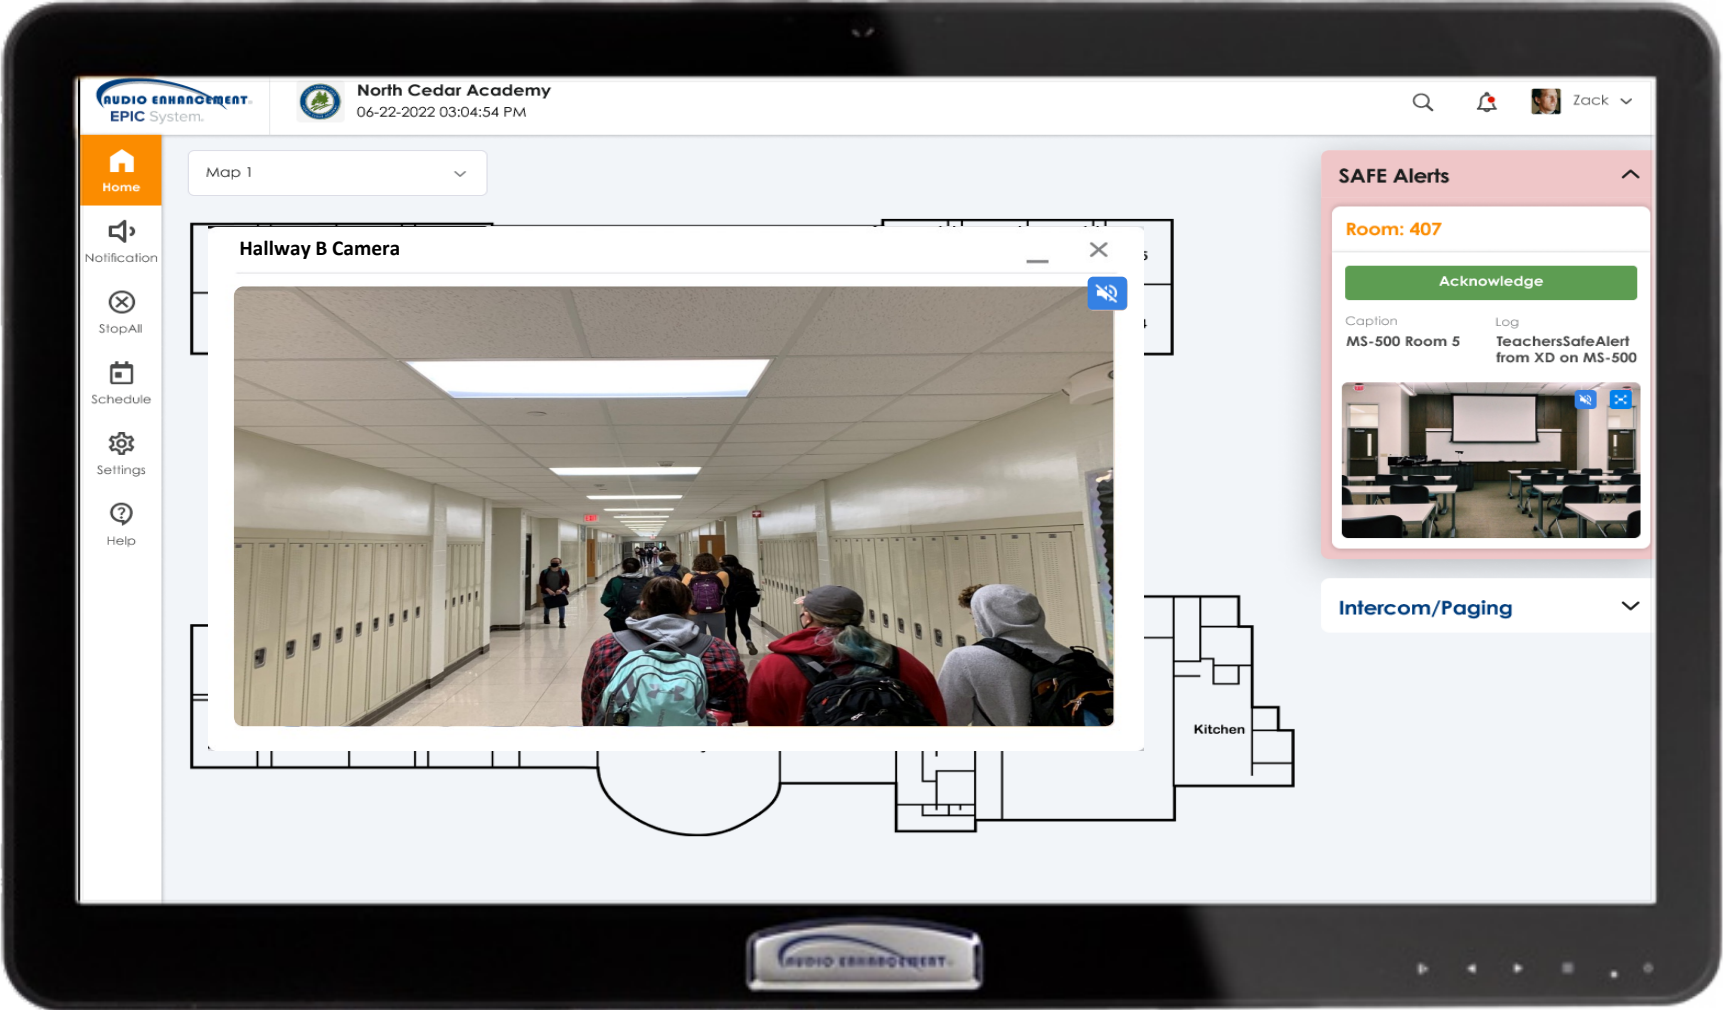 AUDIO ENHANCEMENT
EPIC System
North Cedar Academy
06-22-2022 03:04:54 PM
Zack
Home
Notification
StopAll
Schedule
Settings
Help
Map 1
Hallway B Camera
5
4
Kitchen
SAFE Alerts
Room: 407
Acknowledge
Caption
MS-500 Room 5
Log
TeachersSafeAlert
from XD on MS-500
Intercom/Paging
AUDIO ENHANCEMENT